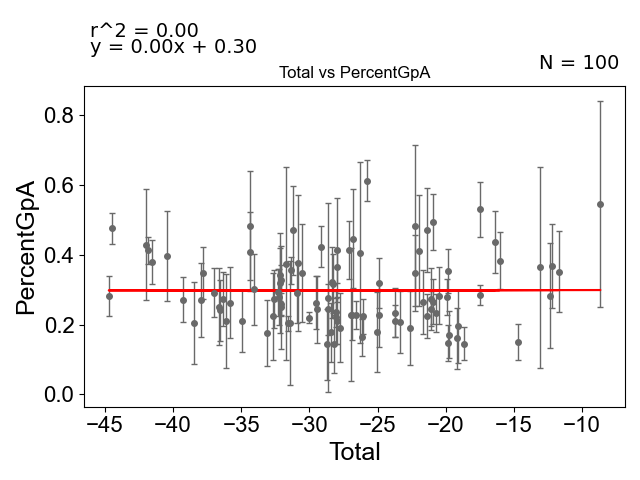 r^2 = 0.00
y = 0.00x + 0.30
N = 100
Total vs PercentGpA
PercentGpA
0.8
0.6
0.4
0.2
0.0
−45 −40 −35 −30 −25 −20 −15 −10
Total